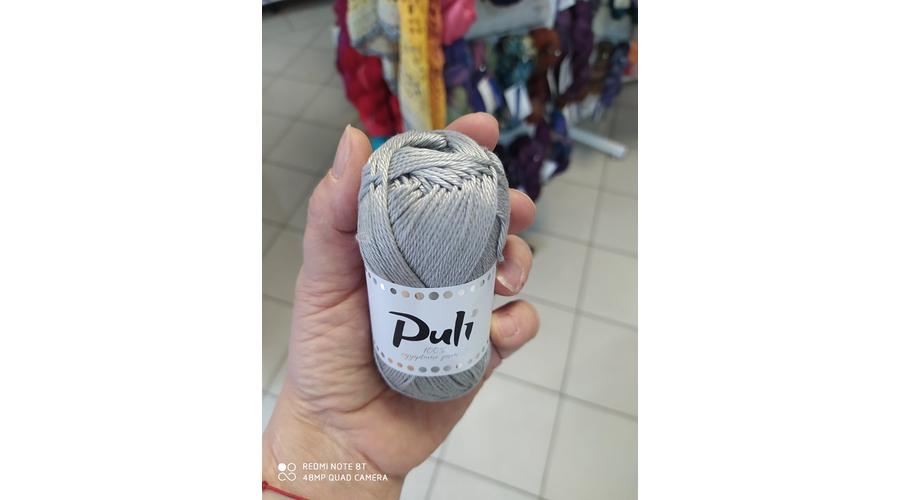 Puli
100%
REDMI NOTE 8T
48MP QUAD CAMERA